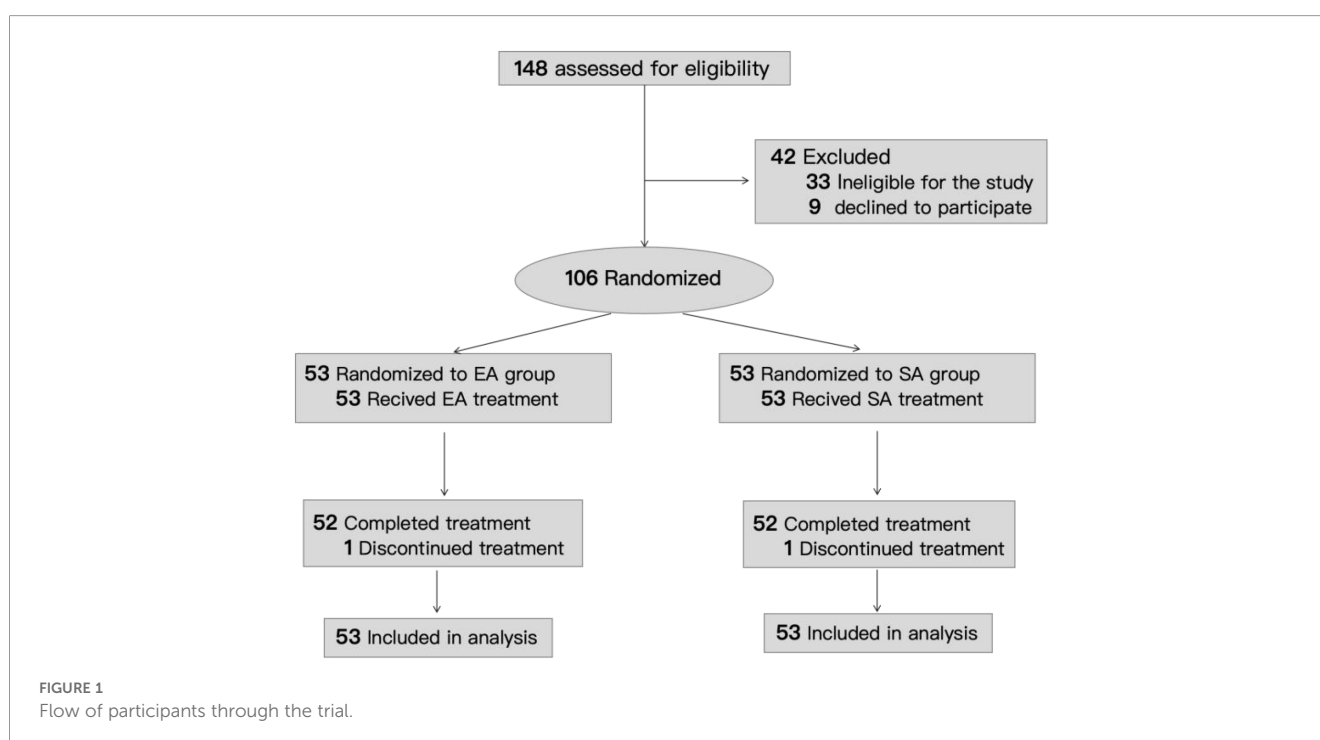 148 assessed for eligibility
42 Excluded
33 Ineligible for the study
9 declined to participate
106 Randomized
53 Randomized to EA group
53 Recived EA treatment
53 Randomized to SA group
53 Recived SA treatment
52 Completed treatment
1 Discontinued treatment
52 Completed treatment
1 Discontinued treatment
53 Included in analysis
53 Included in analysis
FIGURE 1
Flow of participants through the trial.